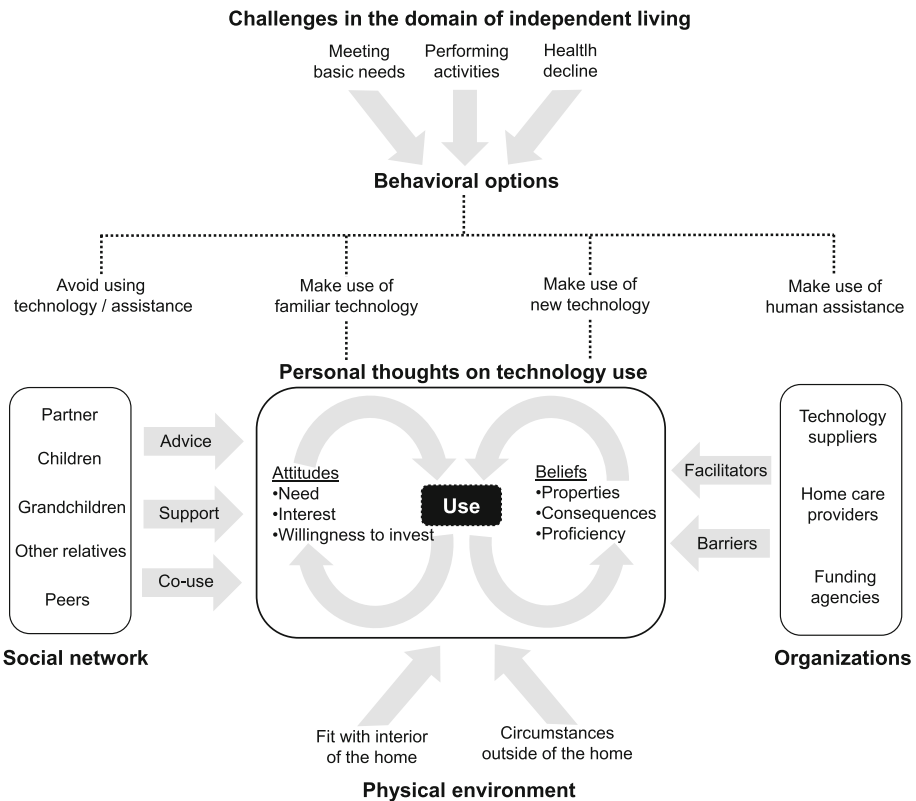 Challenges in the domain of independent living
Meeting
basic needs
Performing
activities
Health
decline
Behavioral options
Avoid using
technology / assistance
Make use of
familiar technology
Make use of
new technology
Make use of
human assistance
Personal thoughts on technology use
Partner
Children
Grandchildren
Other relatives
Peers
Social network
Advice
Support
Co-use
Attitudes
•Need
•Interest
•Willingness to invest
Use
Beliefs
•Properties
•Consequences
•Proficiency
Facilitators
Barriers
Technology
suppliers
Home care
providers
Funding
agencies
Organizations
Fit with interior
of the home
Circumstances
outside of the home
Physical environment